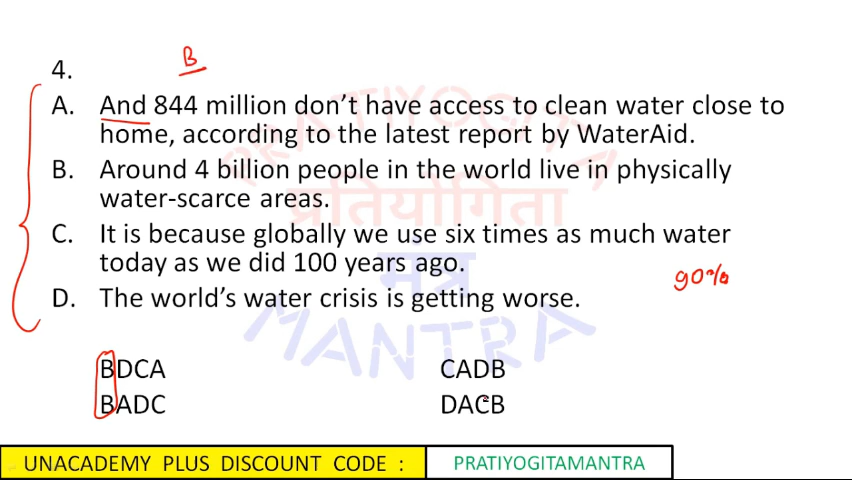 B
4.
A. And 844 million don't have access to clean water close to
home, according to the latest report by WaterAid.
B. Around 4 billion people in the world live in physically
water-scarce areas.
C. It is because globally we use six times as much water
today as we did 100 years ago.
90%
D. The world's water crisis is getting worse.
BDCA CADB
BADC DACB
PRATIYOGITA
प्रतियोगिता
मंत्र
MANTRA
UNACADEMY PLUS DISCOUNT CODE : PRATIYOGITAMANTRA